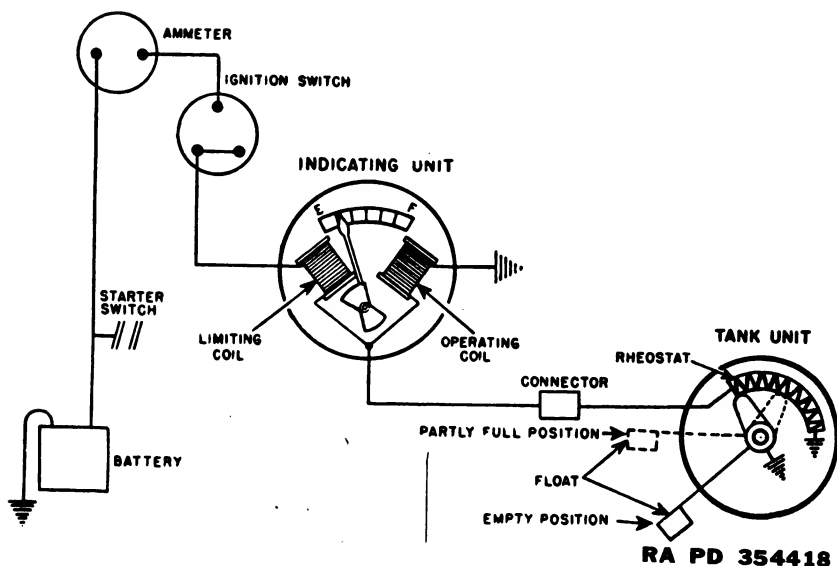 AMMETER
IGNITION SWITCH
INDICATING UNIT
E F
STARTER
SWITCH
LIMITING
COIL
OPERATING
COIL
TANK UNIT
RHEOSTAT
CONNECTOR
PARTLY FULL POSITION
BATTERY
FLOAT
EMPTY POSITION
RA PD 354418